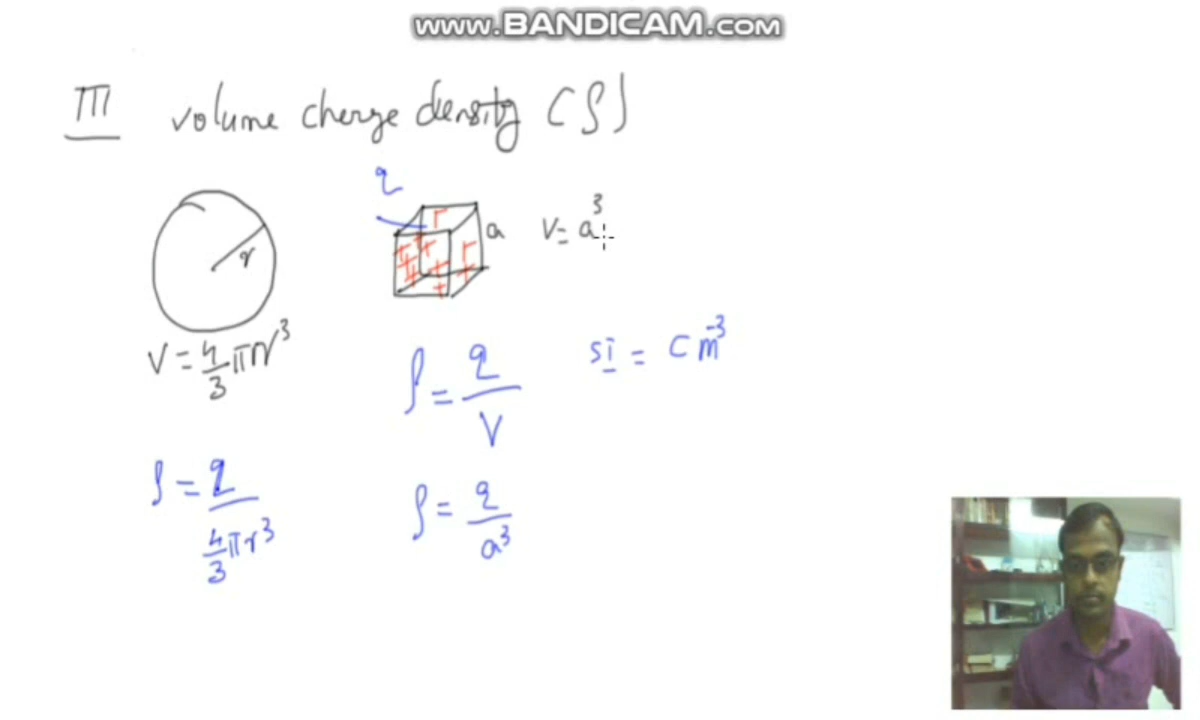 www.BANDICAM.com
III volume charge density (ρ)
q
r
a
V = a³
V = 4/3 πr³
ρ = q/V
SI = C m⁻³
ρ = q / 4/3 πr³
ρ = q/a³